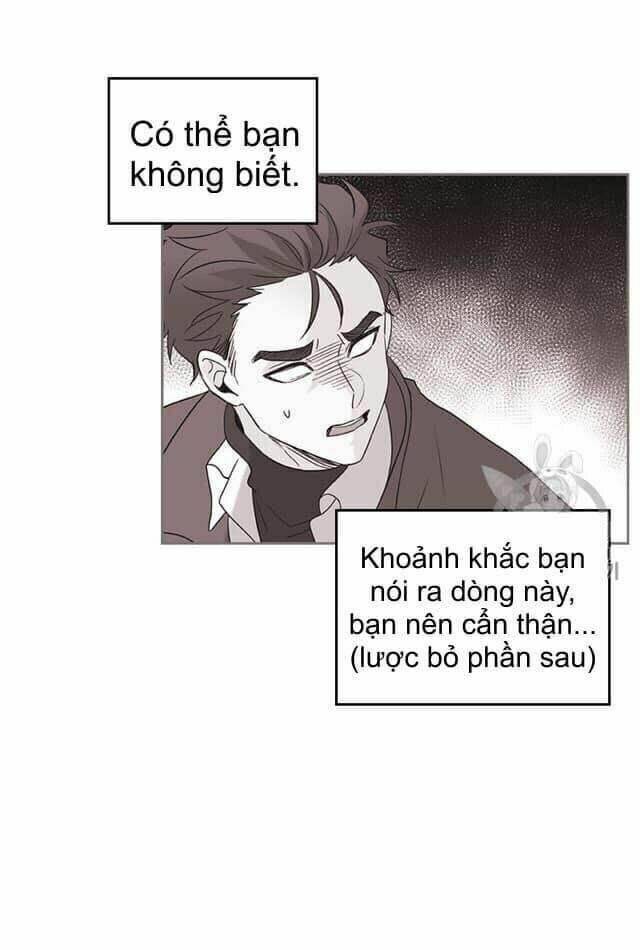 Có thể bạn
không biết.
Khoảnh khắc bạn
nói ra dòng này,
bạn nên cẩn thận...
(lược bỏ phần sau)